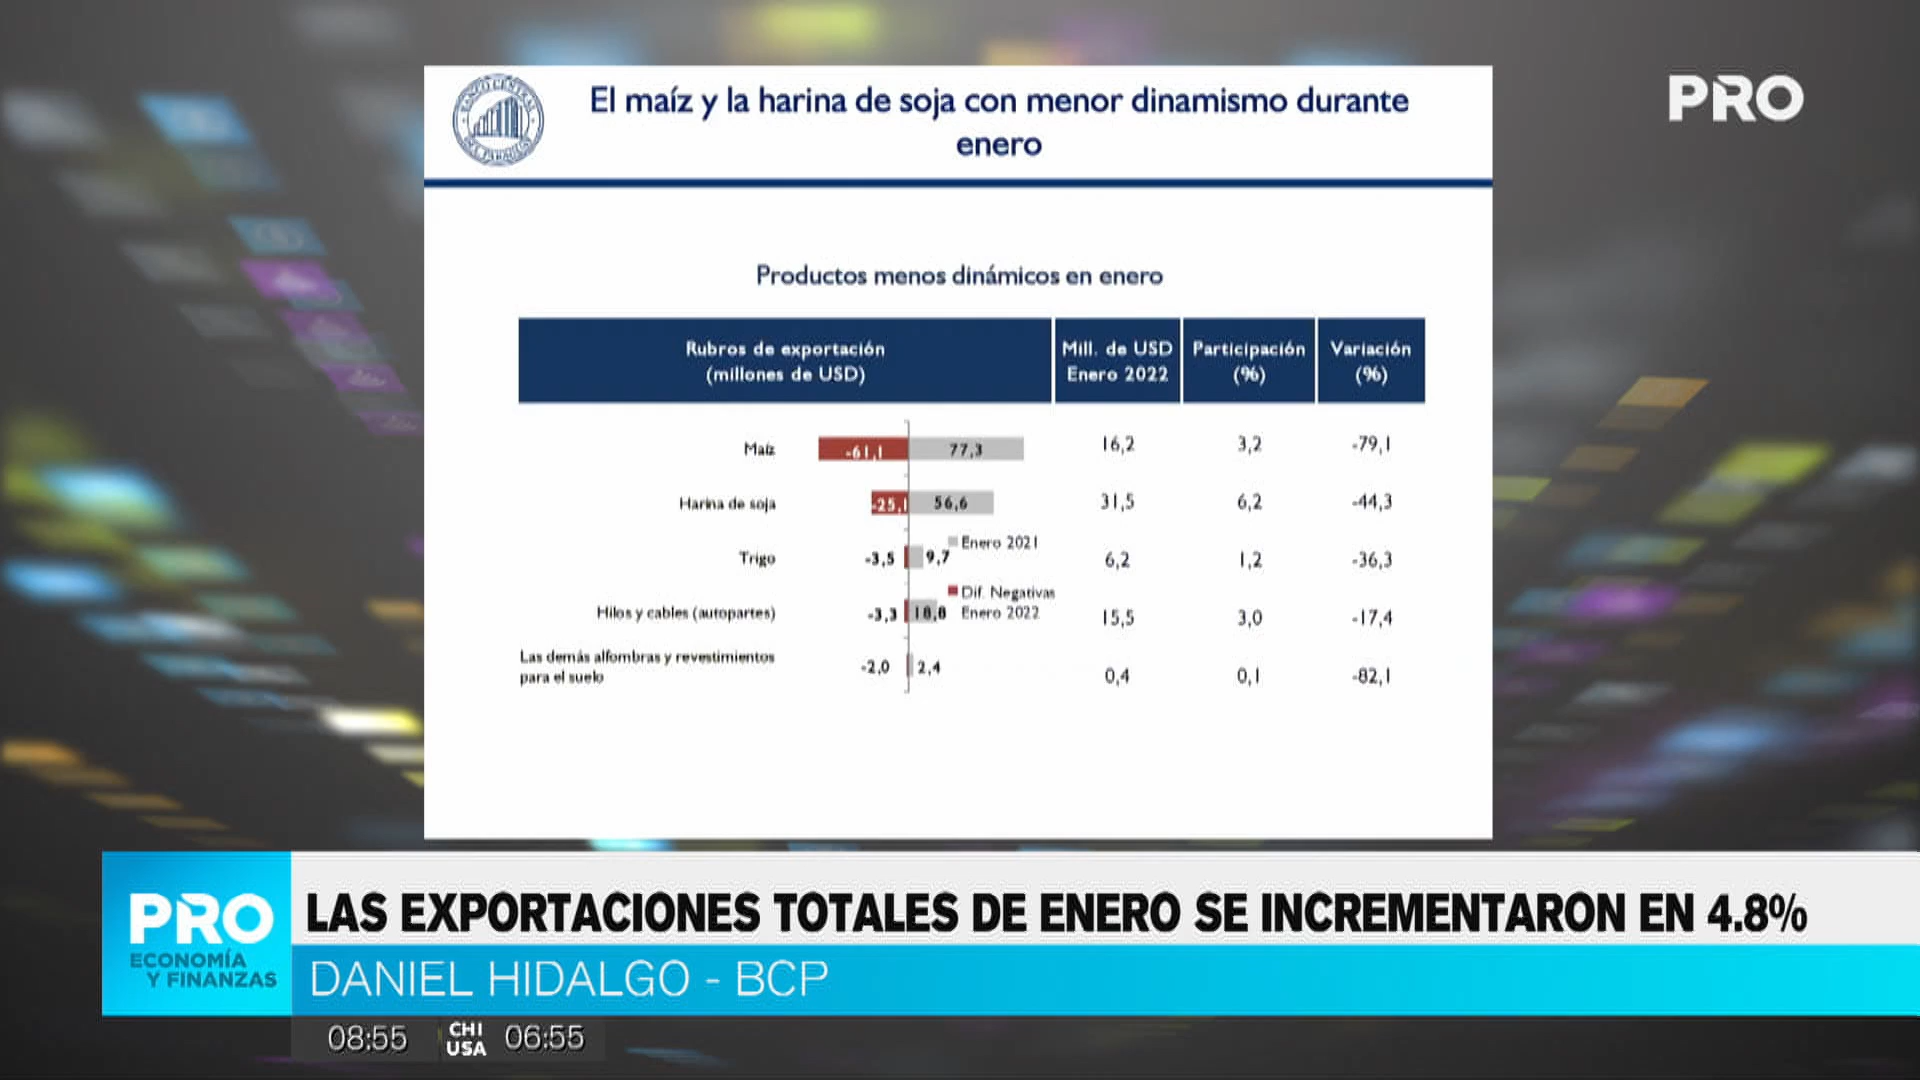 BANCO CENTRAL
DEL PARAGUAY
El maíz y la harina de soja con menor dinamismo durante
enero
PRO
Productos menos dinámicos en enero
Rubros de exportación
(millones de USD)
Mill. de USD
Enero 2022
Participación
(%)
Variación
(%)
Maíz -61,1 77,3 16,2 3,2 -79,1
Harina de soja -25,1 56,6 31,5 6,2 -44,3
Enero 2021
Trigo -3,5 9,7 6,2 1,2 -36,3
Dif. Negativas
Enero 2022
Hilos y cables (autopartes) -3,3 18,8 15,5 3,0 -17,4
Las demás alfombras y revestimientos
para el suelo
-2,0 2,4 0,4 0,1 -82,1
PRO
ECONOMÍA
Y FINANZAS
LAS EXPORTACIONES TOTALES DE ENERO SE INCREMENTARON EN 4.8%
DANIEL HIDALGO - BCP
08:55 CHI
USA 06:55